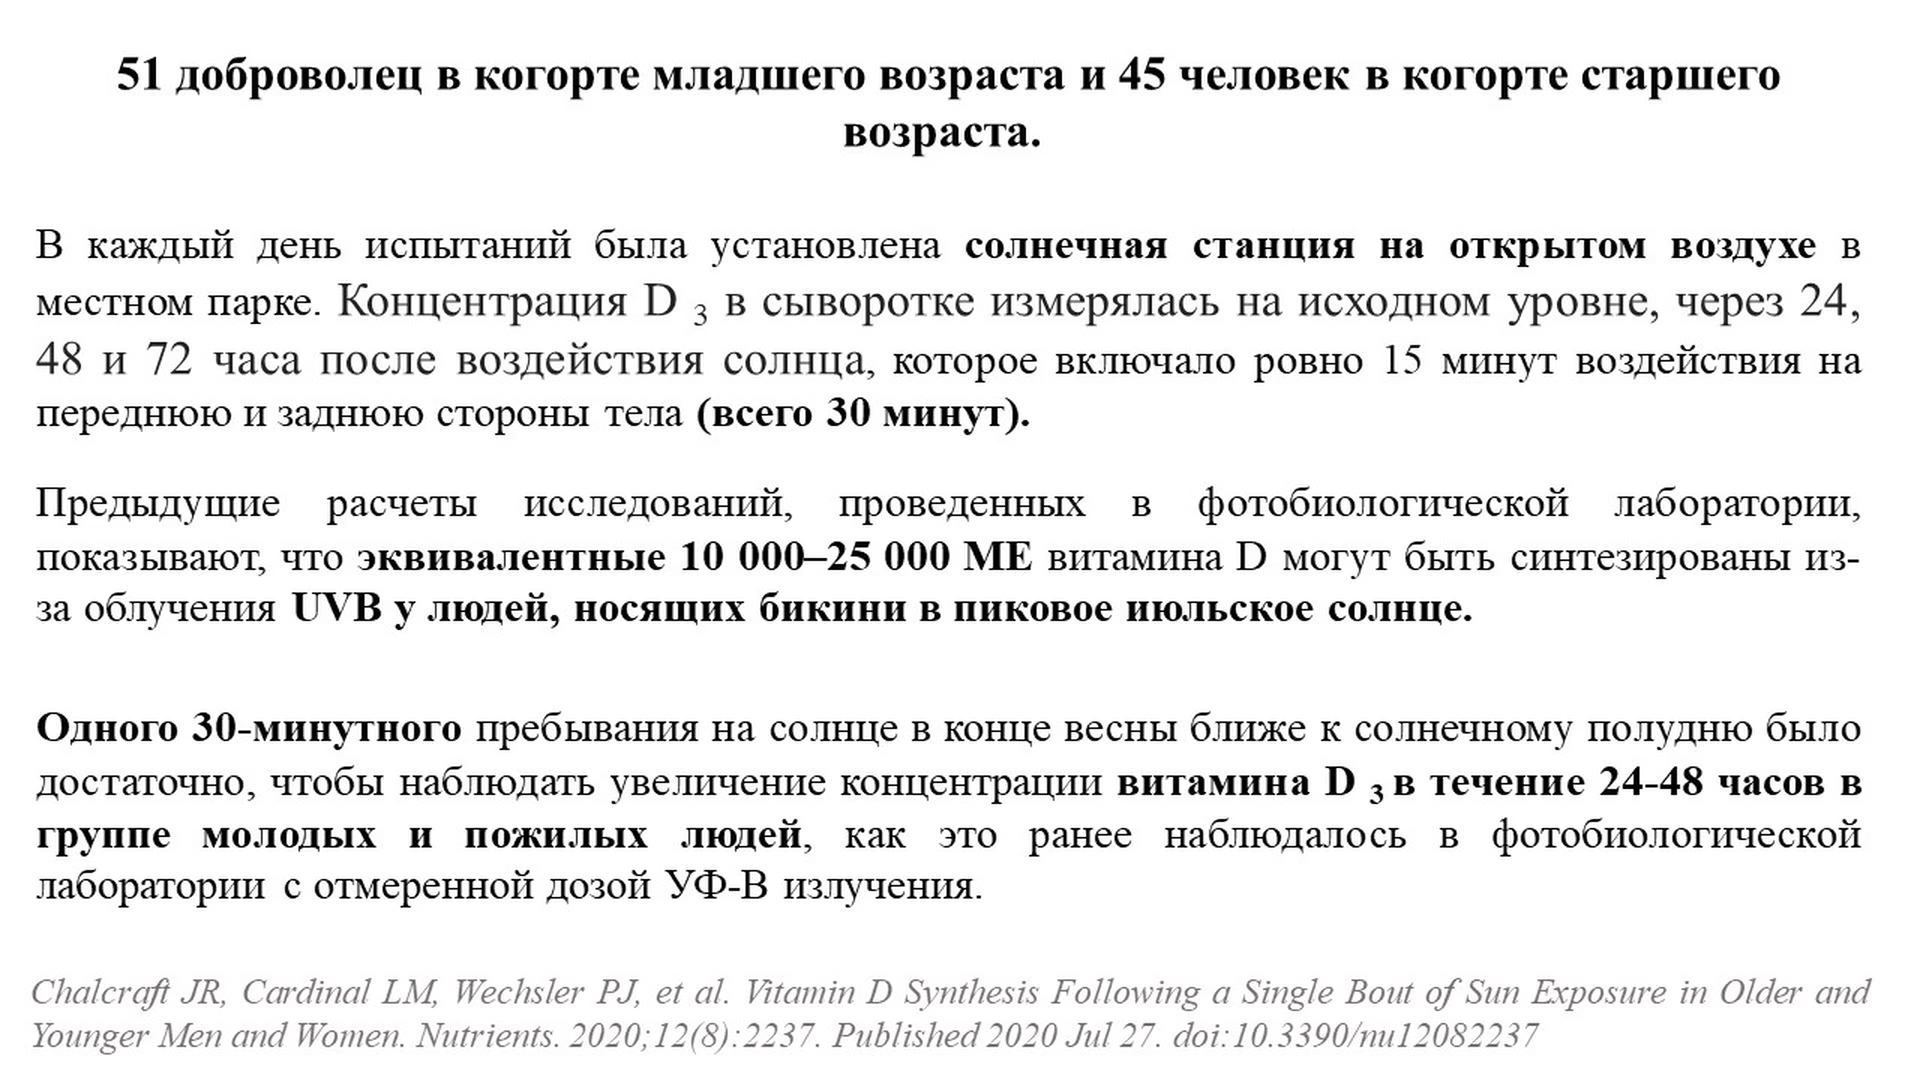 51 доброволец в когорте младшего возраста и 45 человек в когорте старшего
возраста.
В каждый день испытаний была установлена солнечная станция на открытом воздухе в
местном парке. Концентрация D 3 в сыворотке измерялась на исходном уровне, через 24,
48 и 72 часа после воздействия солнца, которое включало ровно 15 минут воздействия на
переднюю и заднюю стороны тела (всего 30 минут).
Предыдущие расчеты исследований, проведенных в фотобиологической лаборатории,
показывают, что эквивалентные 10 000–25 000 МЕ витамина D могут быть синтезированы из-
за облучения UVB у людей, носящих бикини в пиковое июльское солнце.
Одного 30-минутного пребывания на солнце в конце весны ближе к солнечному полудню было
достаточно, чтобы наблюдать увеличение концентрации витамина D 3 в течение 24-48 часов в
группе молодых и пожилых людей, как это ранее наблюдалось в фотобиологической
лаборатории с отмеренной дозой УФ-В излучения.
Chalcraft JR, Cardinal LM, Wechsler PJ, et al. Vitamin D Synthesis Following a Single Bout of Sun Exposure in Older and
Younger Men and Women. Nutrients. 2020;12(8):2237. Published 2020 Jul 27. doi:10.3390/nu12082237